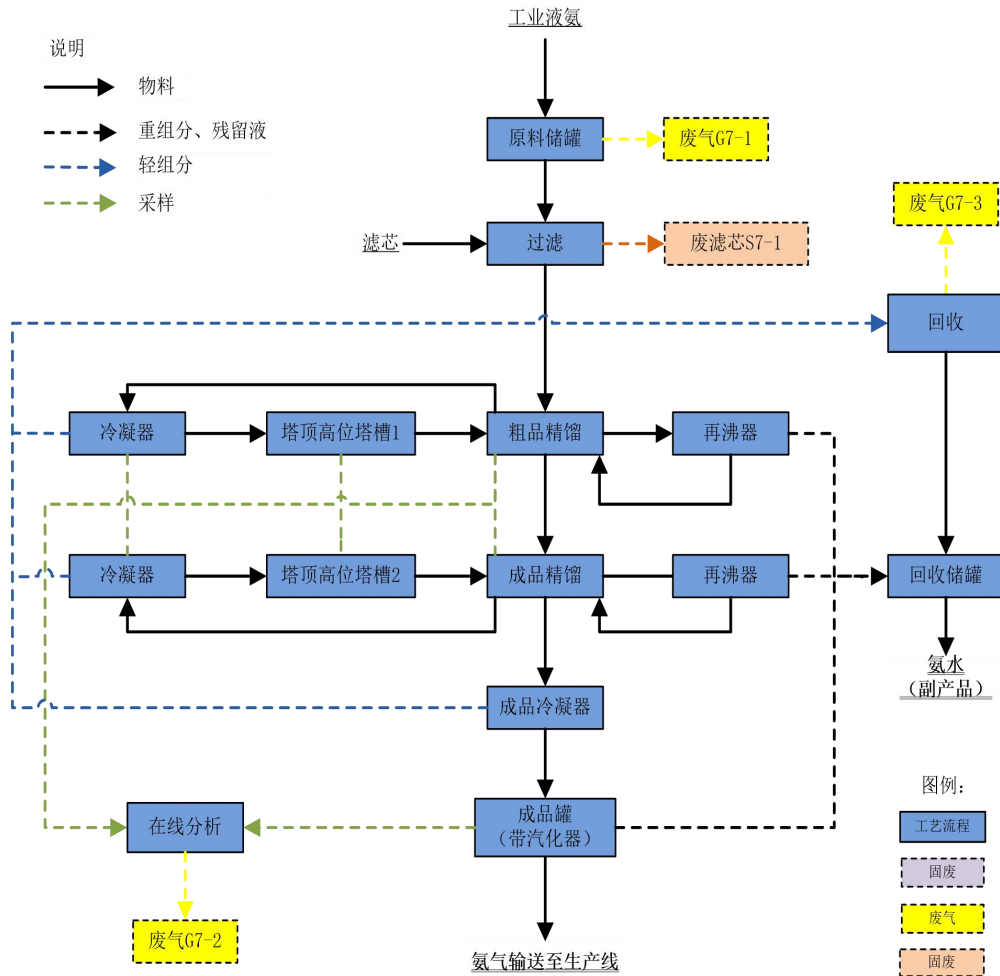 工业液氨
说明
物料
重组分、残留液
轻组分
采样
原料储罐
废气G7-1
废气G7-3
滤芯
过滤
废滤芯S7-1
回收
冷凝器
塔顶高位塔槽1
粗品精馏
再沸器
冷凝器
塔顶高位塔槽2
成品精馏
再沸器
回收储罐
氨水
（副产品）
成品冷凝器
图例：
在线分析
成品罐
（带汽化器）
工艺流程
固废
废气
废气G7-2
固废
氨气输送至生产线